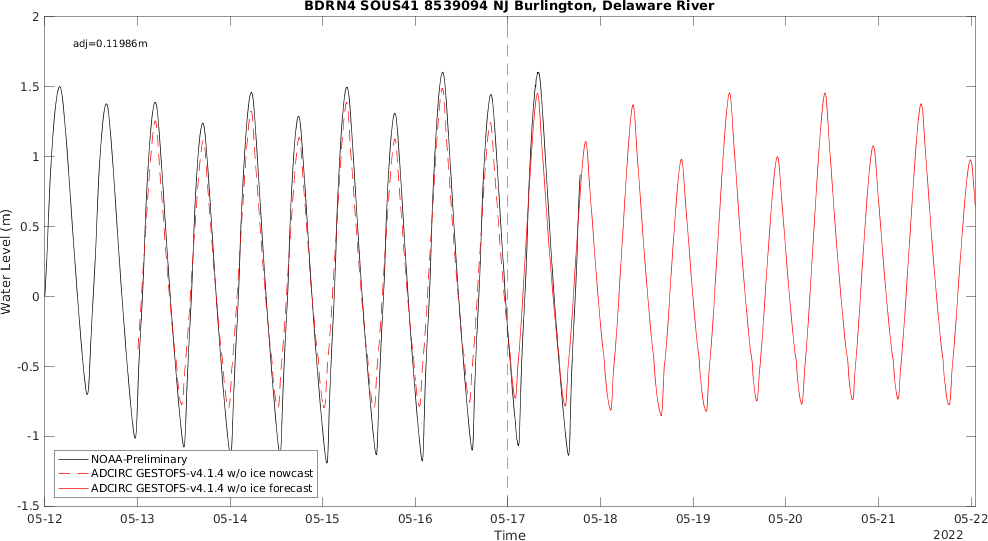 BDRN4 SOUS41 8539094 NJ Burlington, Delaware River
adj=0.11986m
Water Level (m)
2
1.5
1
0.5
0
-0.5
-1
-1.5
NOAA-Preliminary
ADCIRC GESTOFS-v4.1.4 w/o ice nowcast
ADCIRC GESTOFS-v4.1.4 w/o ice forecast
05-12 05-13 05-14 05-15 05-16 05-17 05-18 05-19 05-20 05-21 05-22
Time
2022